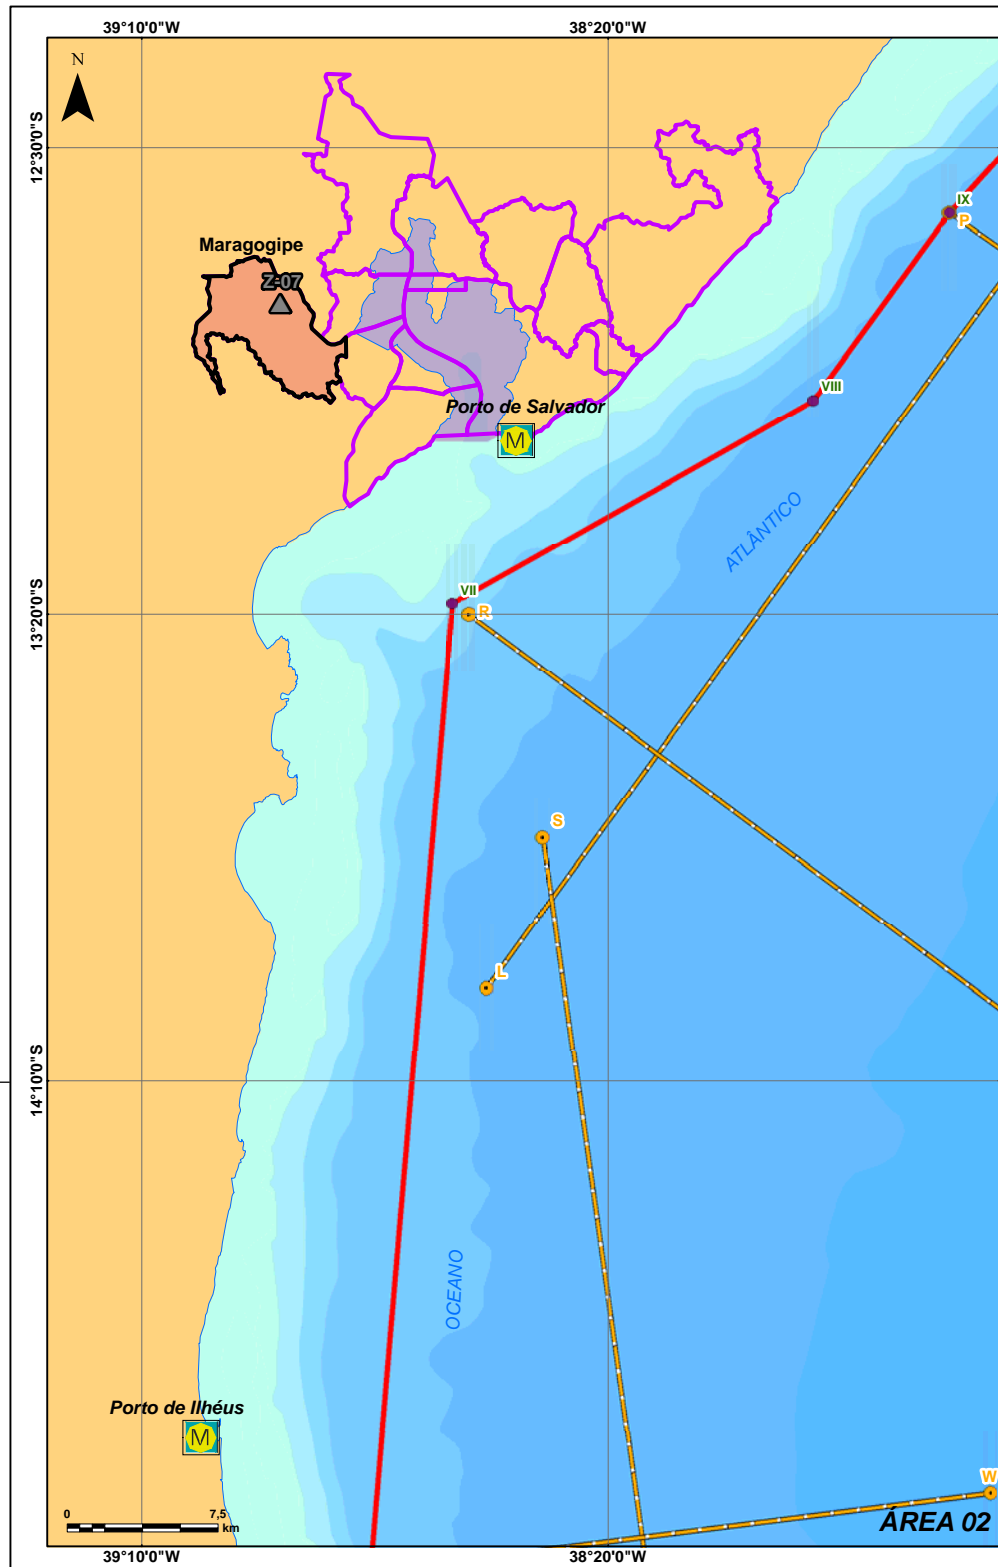 39°10'0"W
38°20'0"W
N
12°30'0"S
IX
P
Maragogipe
Z-07
VIII
Porto de Salvador
M
ATLÂNTICO
VII
R
13°20'0"S
S
L
14°10'0"S
OCEANO
Porto de Ilhéus
M
W
0 7,5
km
ÁREA 02
39°10'0"W
38°20'0"W